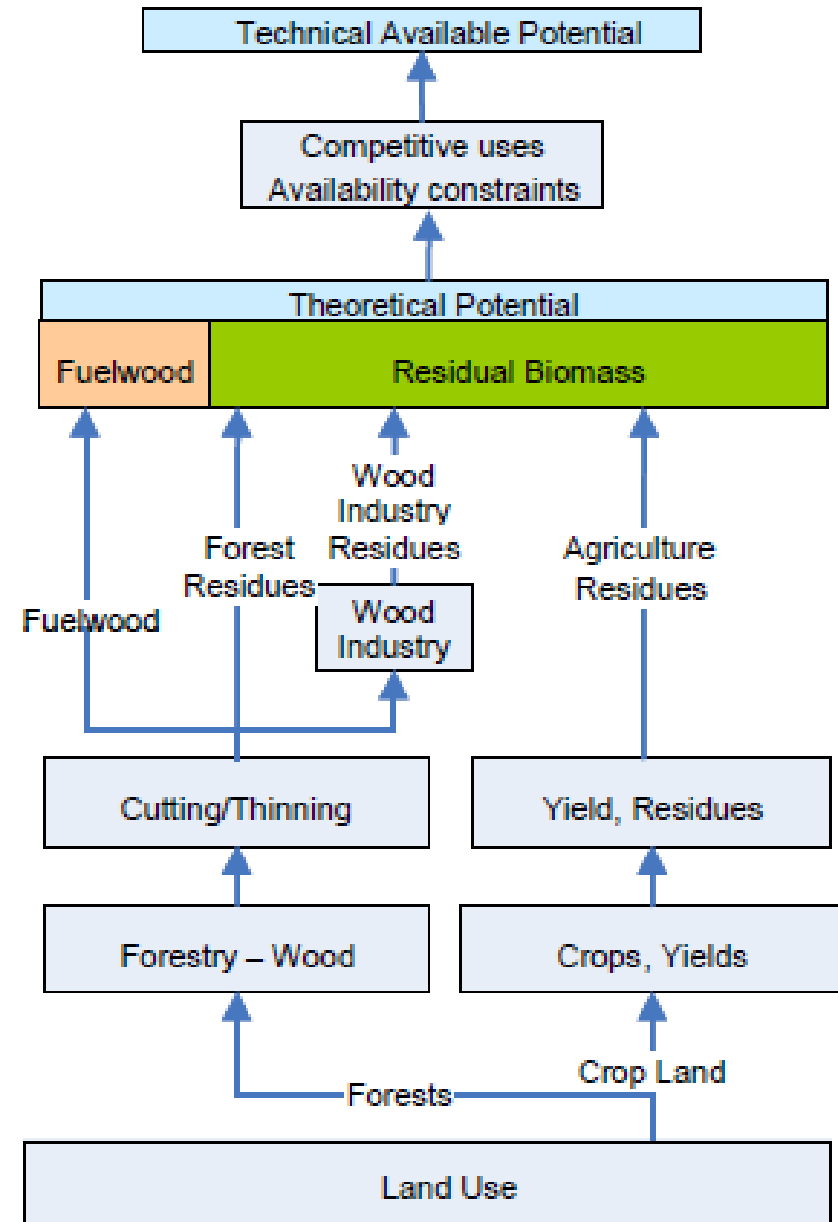 Technical Available Potential
Competitive uses
Availability constraints
Theoretical Potential
Fuelwood
Residual Biomass
Wood
Industry
Residues
Forest
Residues
Agriculture
Residues
Fuelwood
Wood
Industry
Cutting/Thinning
Yield, Residues
Forestry – Wood
Crops, Yields
Crop Land
Forests
Land Use